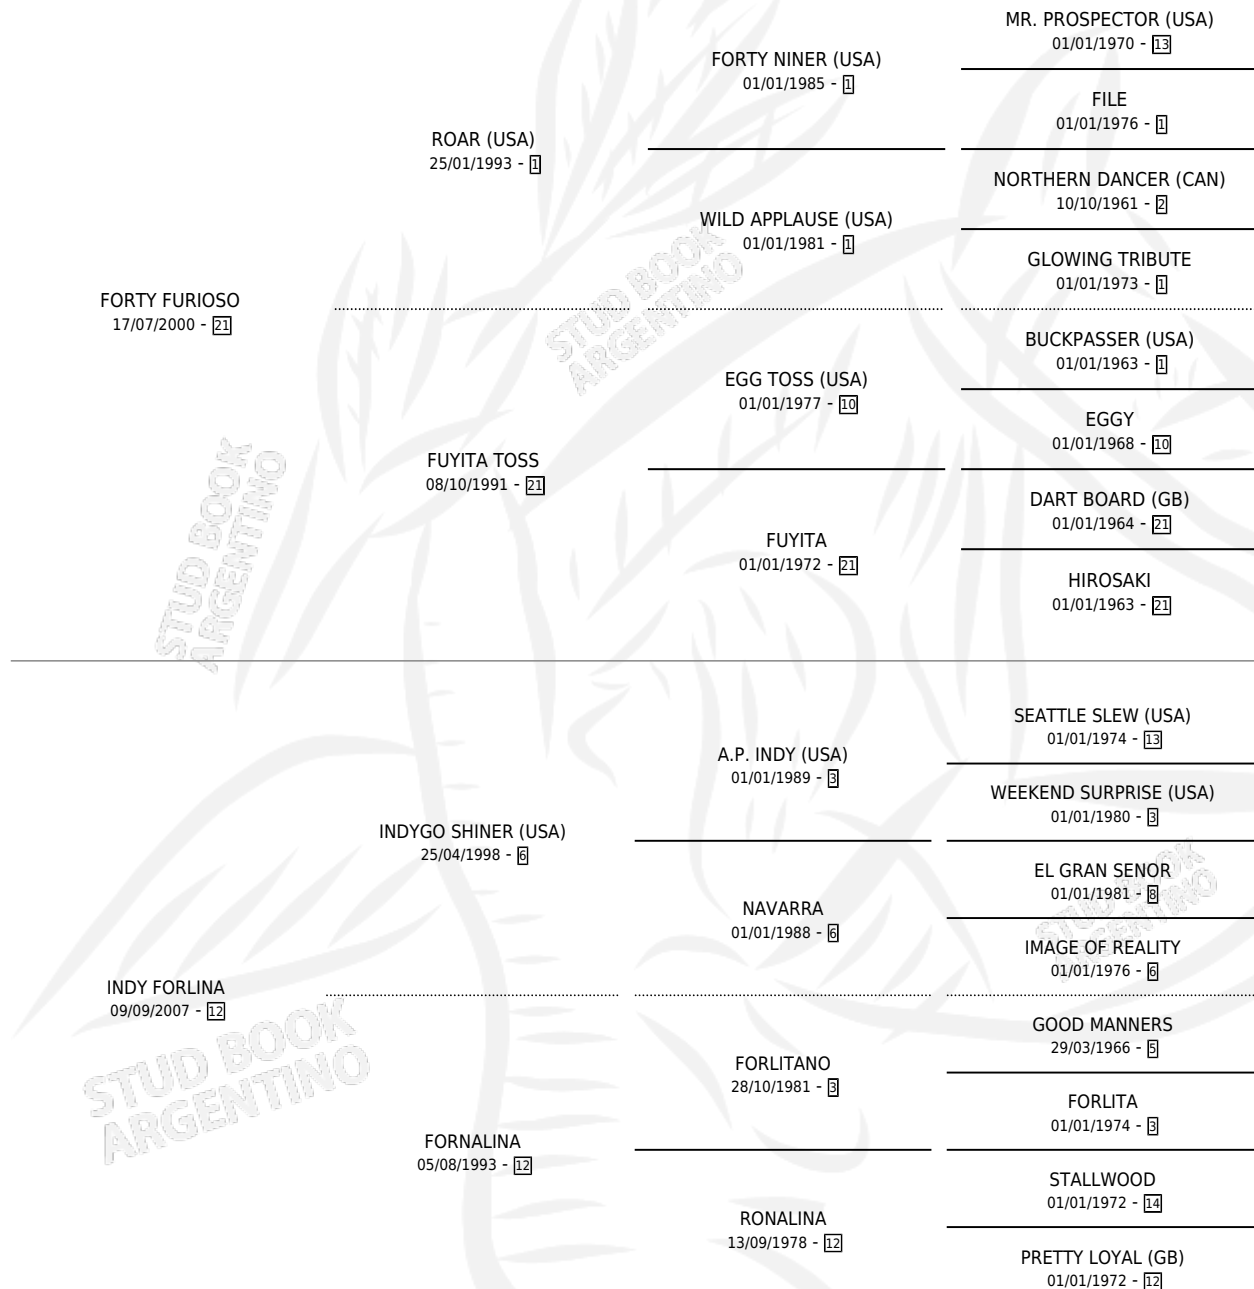 MR. PROSPECTOR (USA)
01/01/1970 - 13
FORTY NINER (USA)
01/01/1985 - 1
FILE
01/01/1976 - 1
ROAR (USA)
25/01/1993 - 1
NORTHERN DANCER (CAN)
10/10/1961 - 2
WILD APPLAUSE (USA)
01/01/1981 - 1
GLOWING TRIBUTE
01/01/1973 - 1
FORTY FURIOSO
17/07/2000 - 21
STUD BOOK
ARGENTINO
BUCKPASSER (USA)
01/01/1963 - 1
EGG TOSS (USA)
01/01/1977 - 10
EGGY
01/01/1968 - 10
FUYITA TOSS
08/10/1991 - 21
DART BOARD (GB)
01/01/1964 - 21
FUYITA
01/01/1972 - 21
HIROSAKI
01/01/1963 - 21
STUD BOOK
ARGENTINO
SEATTLE SLEW (USA)
01/01/1974 - 13
A.P. INDY (USA)
01/01/1989 - 3
WEEKEND SURPRISE (USA)
01/01/1980 - 3
INDYGO SHINER (USA)
25/04/1998 - 6
EL GRAN SENOR
01/01/1981 - 8
NAVARRA
01/01/1988 - 6
STUD BOOK
ARGENTINO
IMAGE OF REALITY
01/01/1976 - 6
INDY FORLINA
09/09/2007 - 12
STUD BOOK
ARGENTINO
GOOD MANNERS
29/03/1966 - 5
FORLITANO
28/10/1981 - 3
FORLITA
01/01/1974 - 3
FORNALINA
05/08/1993 - 12
STALLWOOD
01/01/1972 - 14
RONALINA
13/09/1978 - 12
PRETTY LOYAL (GB)
01/01/1972 - 12